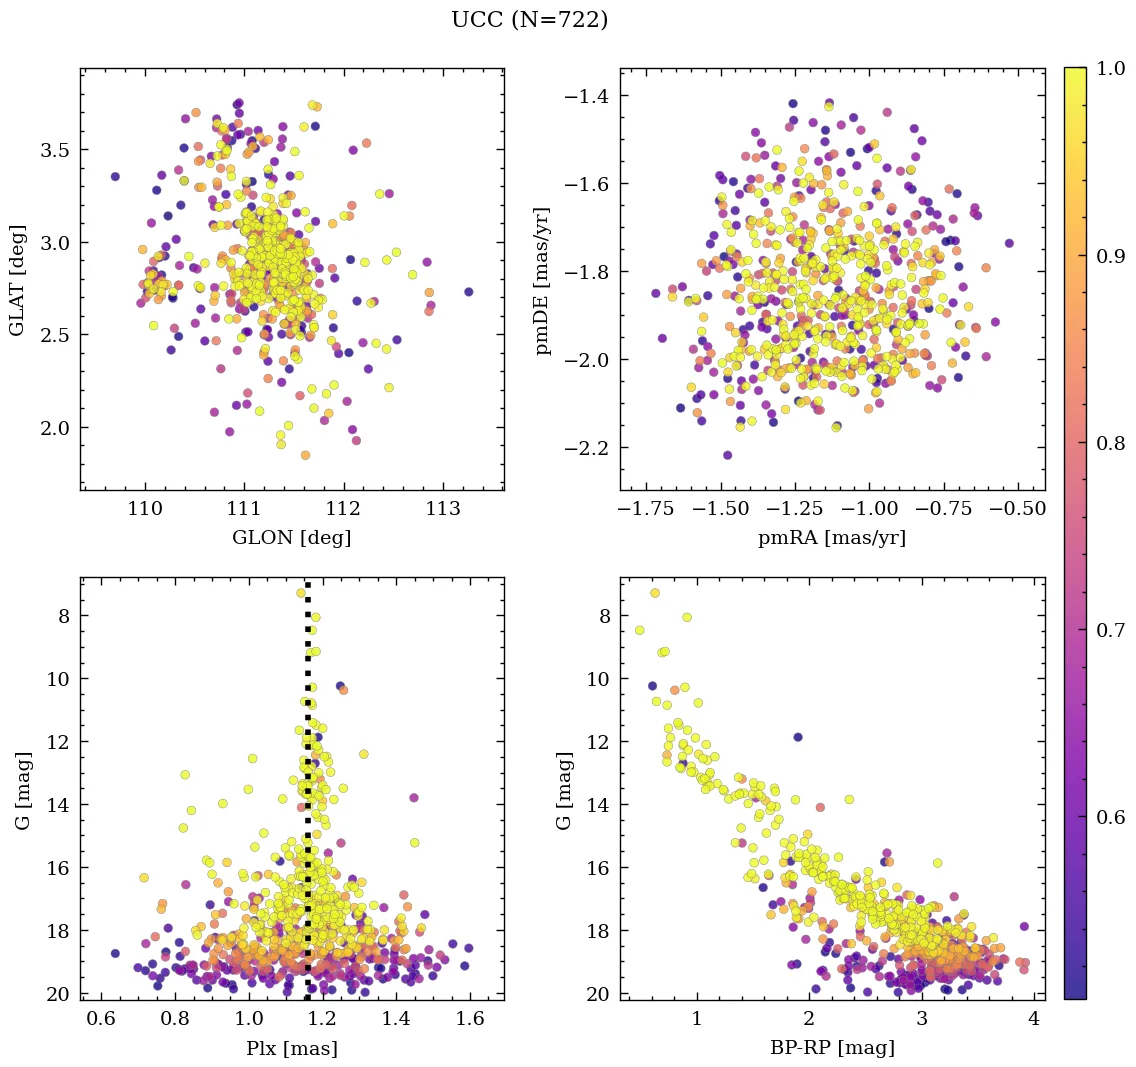 UCC (N=722)
GLAT [deg]
3.5
3.0
2.5
2.0
110 111 112 113
GLON [deg]
pmDE [mas/yr]
−1.4
−1.6
−1.8
−2.0
−2.2
−1.75 −1.50 −1.25 −1.00 −0.75 −0.50
pmRA [mas/yr]
1.0
0.9
0.8
0.7
0.6
G [mag]
8
10
12
14
16
18
20
0.6 0.8 1.0 1.2 1.4 1.6
Plx [mas]
G [mag]
8
10
12
14
16
18
20
1 2 3 4
BP-RP [mag]